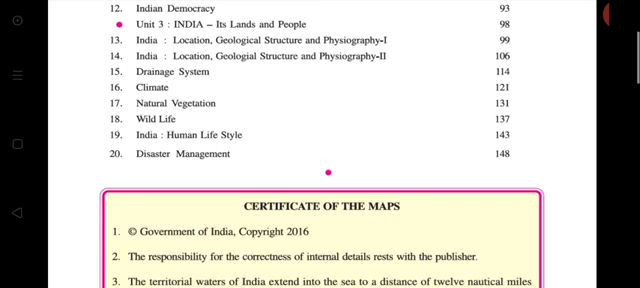 12. Indian Democracy 93
● Unit 3 : INDIA – Its Lands and People 98
13. India : Location, Geological Structure and Physiography-I 99
14. India : Location, Geologial Structure and Physiography-II 106
15. Drainage System 114
16. Climate 121
17. Natural Vegetation 131
18. Wild Life 137
19. India : Human Life Style 143
20. Disaster Management 148
CERTIFICATE OF THE MAPS
1. © Government of India, Copyright 2016
2. The responsibility for the correctness of internal details rests with the publisher.
3. The territorial waters of India extend into the sea to a distance of twelve nautical miles